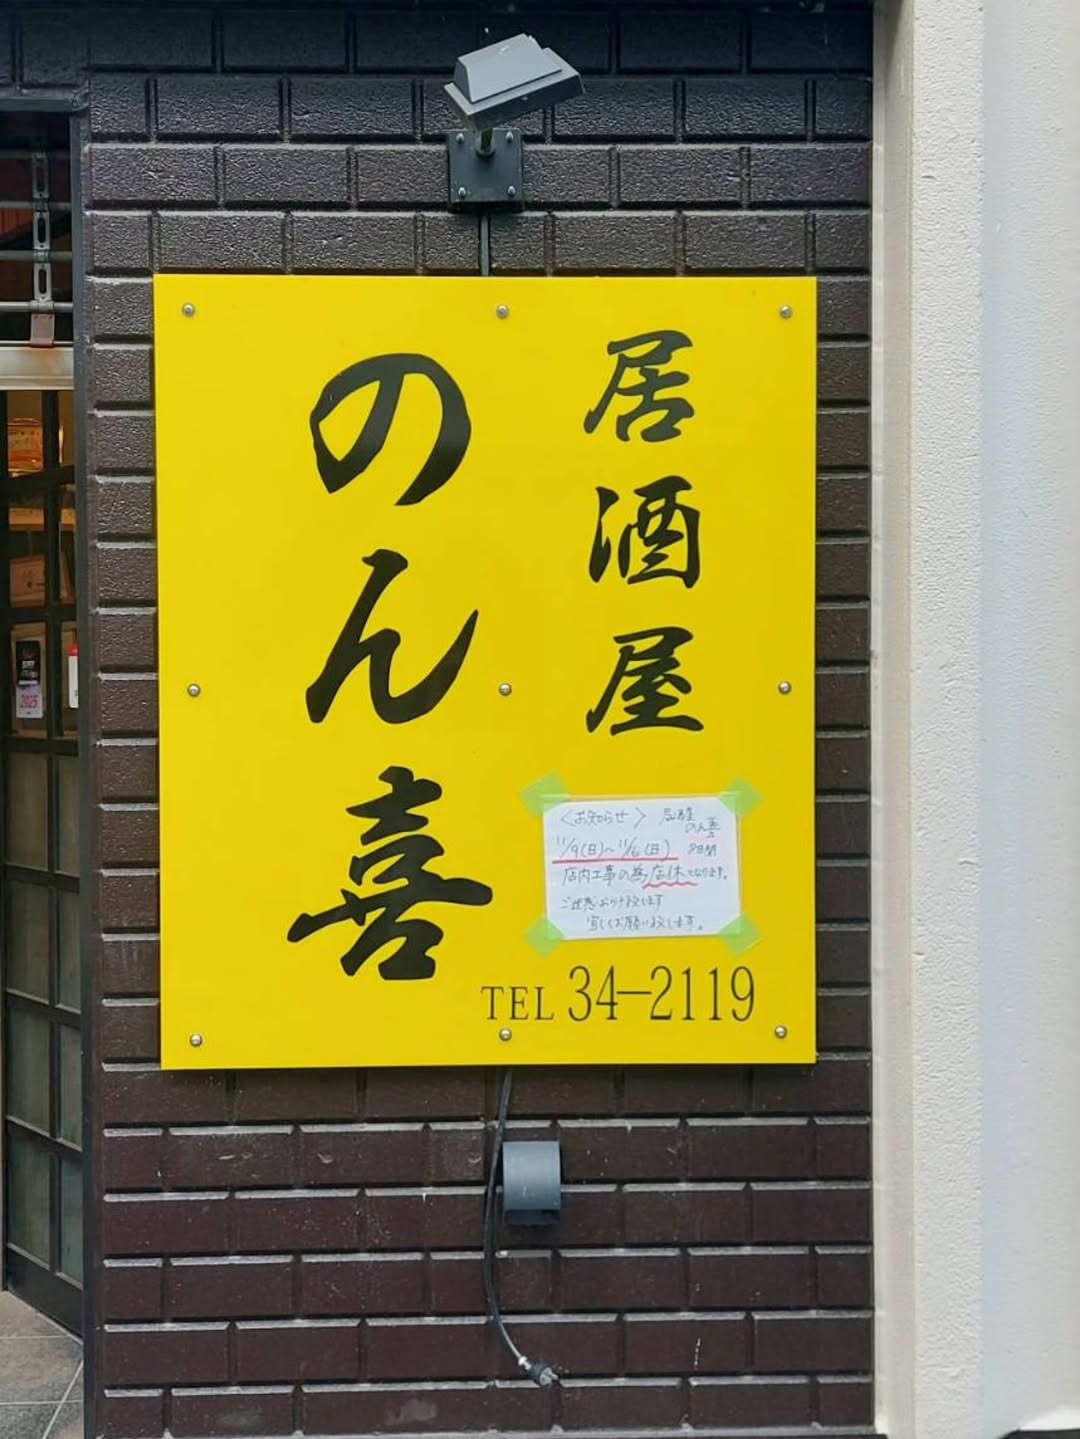 居酒屋
のん喜
<お知らせ> 居酒屋
のん喜
11/9(日)~11/16(日) 8日間
店内工事の為店休となります。
ご迷惑おかけ致します
宜しくお願い致します。
TEL 34-2119
2025